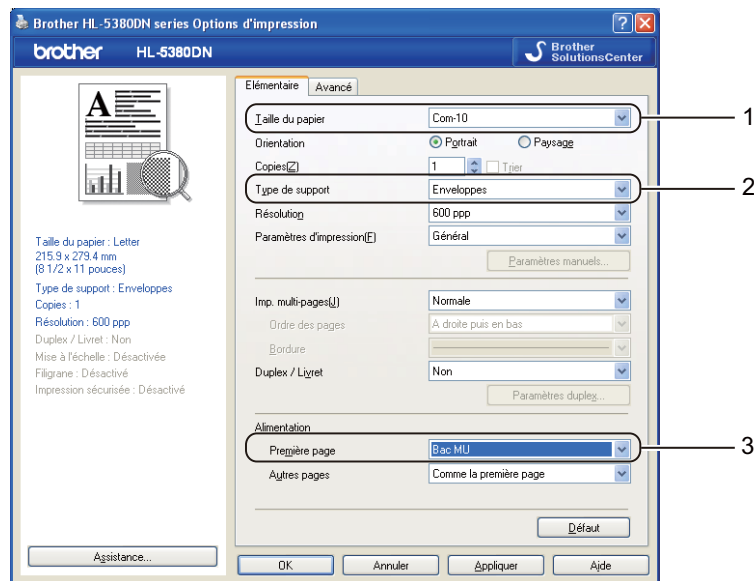 Brother HL-5380DN series Options d'impression
brother HL-5380DN
Brother
SolutionsCenter
Elémentaire Avancé
Taille du papier Com-10 1
Orientation Portrait Paysage
Copies(Z) 1 Trier
Type de support Enveloppes 2
Résolution 600 ppp
Paramètres d'impression(F) Général
Paramètres manuels...
Imp. multi-pages(J) Normale
Ordre des pages A droite puis en bas
Bordure
Duplex / Livret Non
Paramètres duplex...
Alimentation
Première page Bac MU 3
Autres pages Comme la première page
Défaut
A
Taille du papier : Letter
215.9 x 279.4 mm
(8 1/2 x 11 pouces)
Type de support : Enveloppes
Copies : 1
Résolution : 600 ppp
Duplex / Livret : Non
Mise à l'échelle : Désactivée
Filigrane : Désactivé
Impression sécurisée : Désactivé
Assistance... OK Annuler Appliquer Aide